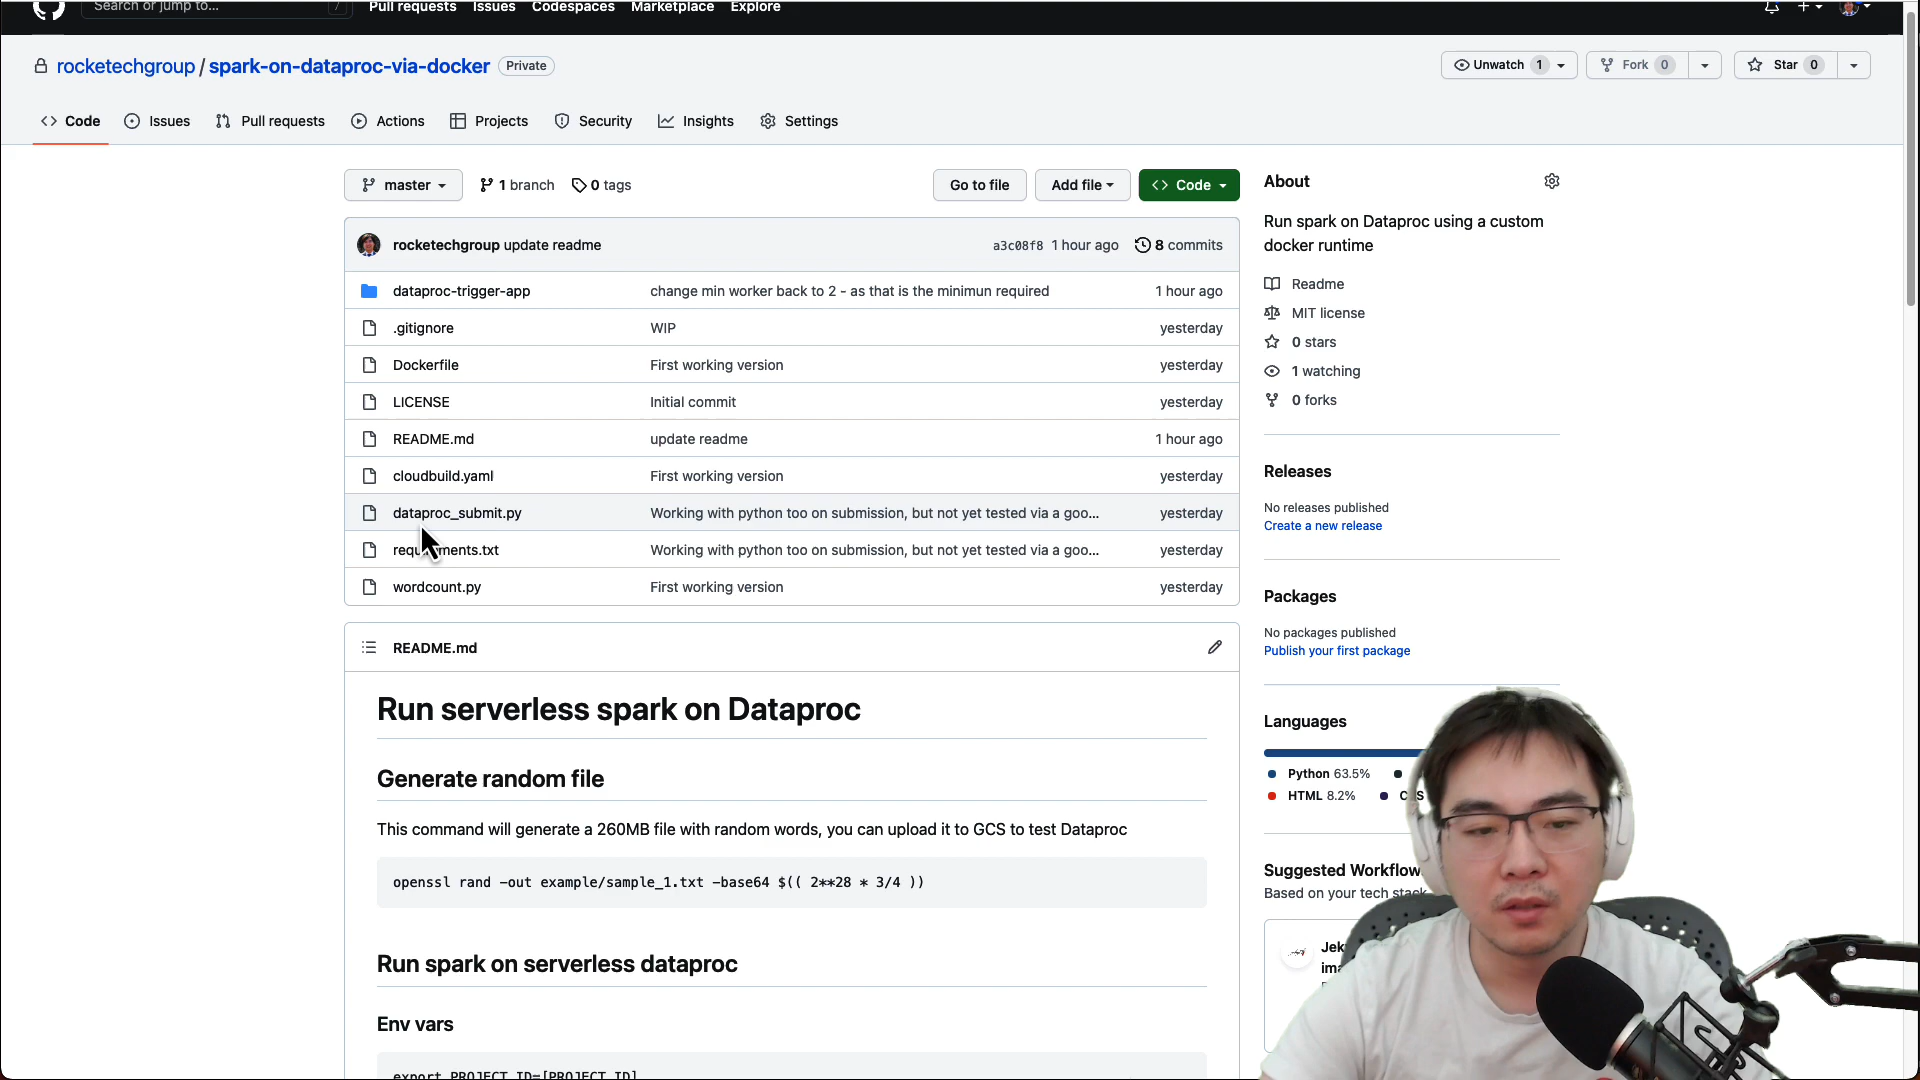 Search or jump to... /
Pull requests Issues Codespaces Marketplace Explore
rocketechgroup / spark-on-dataproc-via-docker Private
Unwatch 1 Fork 0 Star 0
Code Issues Pull requests Actions Projects Security Insights Settings
master 1 branch 0 tags Go to file Add file Code
rocketechgroup update readme a3c08f8 1 hour ago 8 commits
dataproc-trigger-app change min worker back to 2 - as that is the minimun required 1 hour ago
.gitignore WIP yesterday
Dockerfile First working version yesterday
LICENSE Initial commit yesterday
README.md update readme 1 hour ago
cloudbuild.yaml First working version yesterday
dataproc_submit.py Working with python too on submission, but not yet tested via a goo... yesterday
Working with python too on submission, but not yet tested via a goo... yesterday
wordcount.py First working version yesterday
README.md
Run serverless spark on Dataproc
Generate random file
This command will generate a 260MB file with random words, you can upload it to GCS to test Dataproc
openssl rand -out example/sample_1.txt -base64 $(( 2**28 * 3/4 ))
Run spark on serverless dataproc
Env vars
export PROJECT_ID=[PROJECT_ID]
About
Run spark on Dataproc using a custom
docker runtime
Readme
MIT license
0 stars
1 watching
0 forks
Releases
No releases published
Create a new release
Packages
No packages published
Publish your first package
Languages
Python 63.5%
HTML 8.2%
Suggested
Based on your tech stack